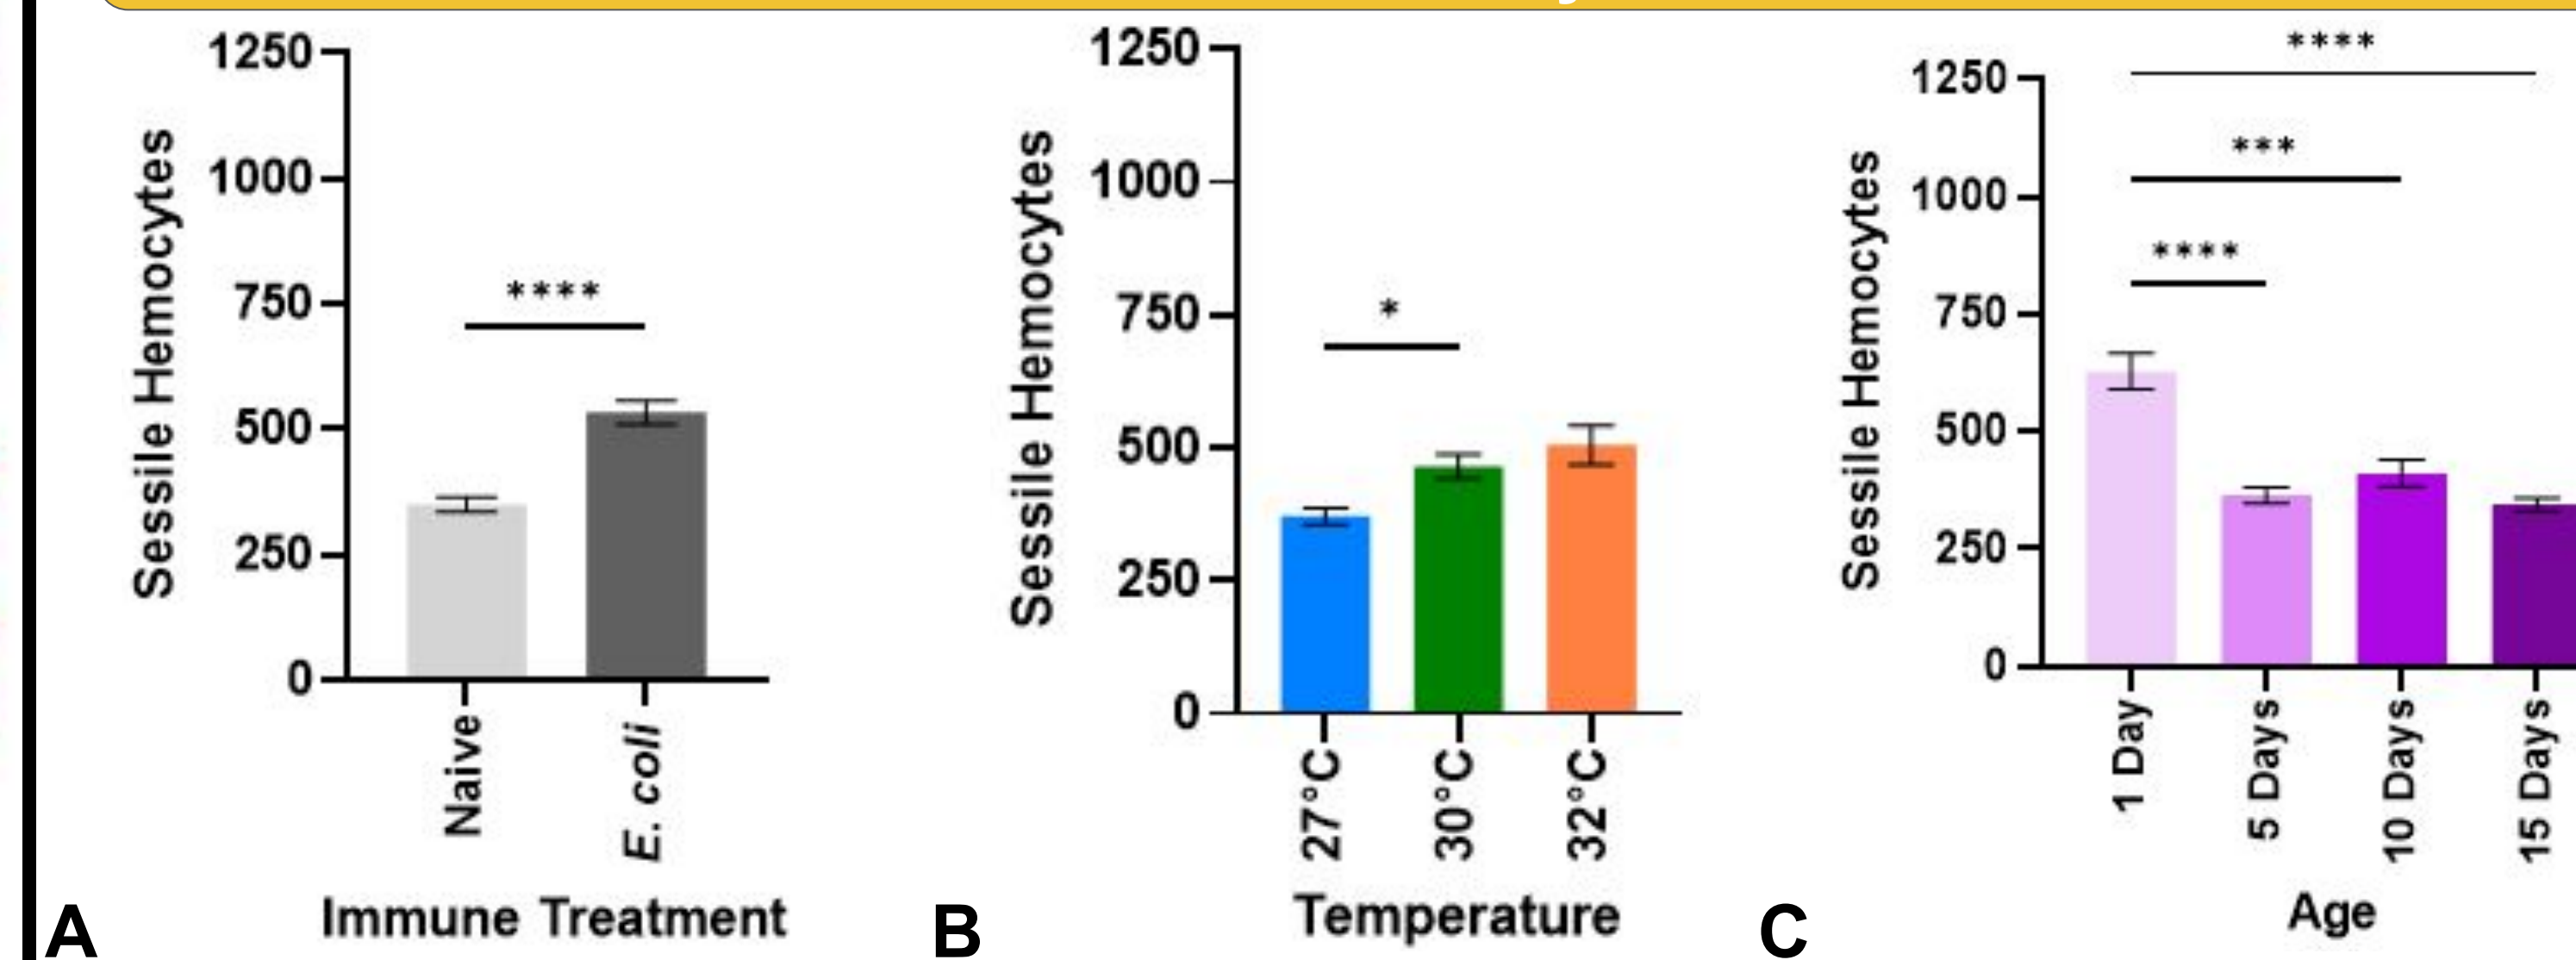 1250
1000
750
500
250
0
Sessile Hemocytes
****
Naive
E. coli
Immune Treatment
A
1250
1000
750
500
250
0
Sessile Hemocytes
*
27°C
30°C
32°C
Temperature
B
1250
1000
750
500
250
0
Sessile Hemocytes
****
***
****
1 Day
5 Days
10 Days
15 Days
Age
C